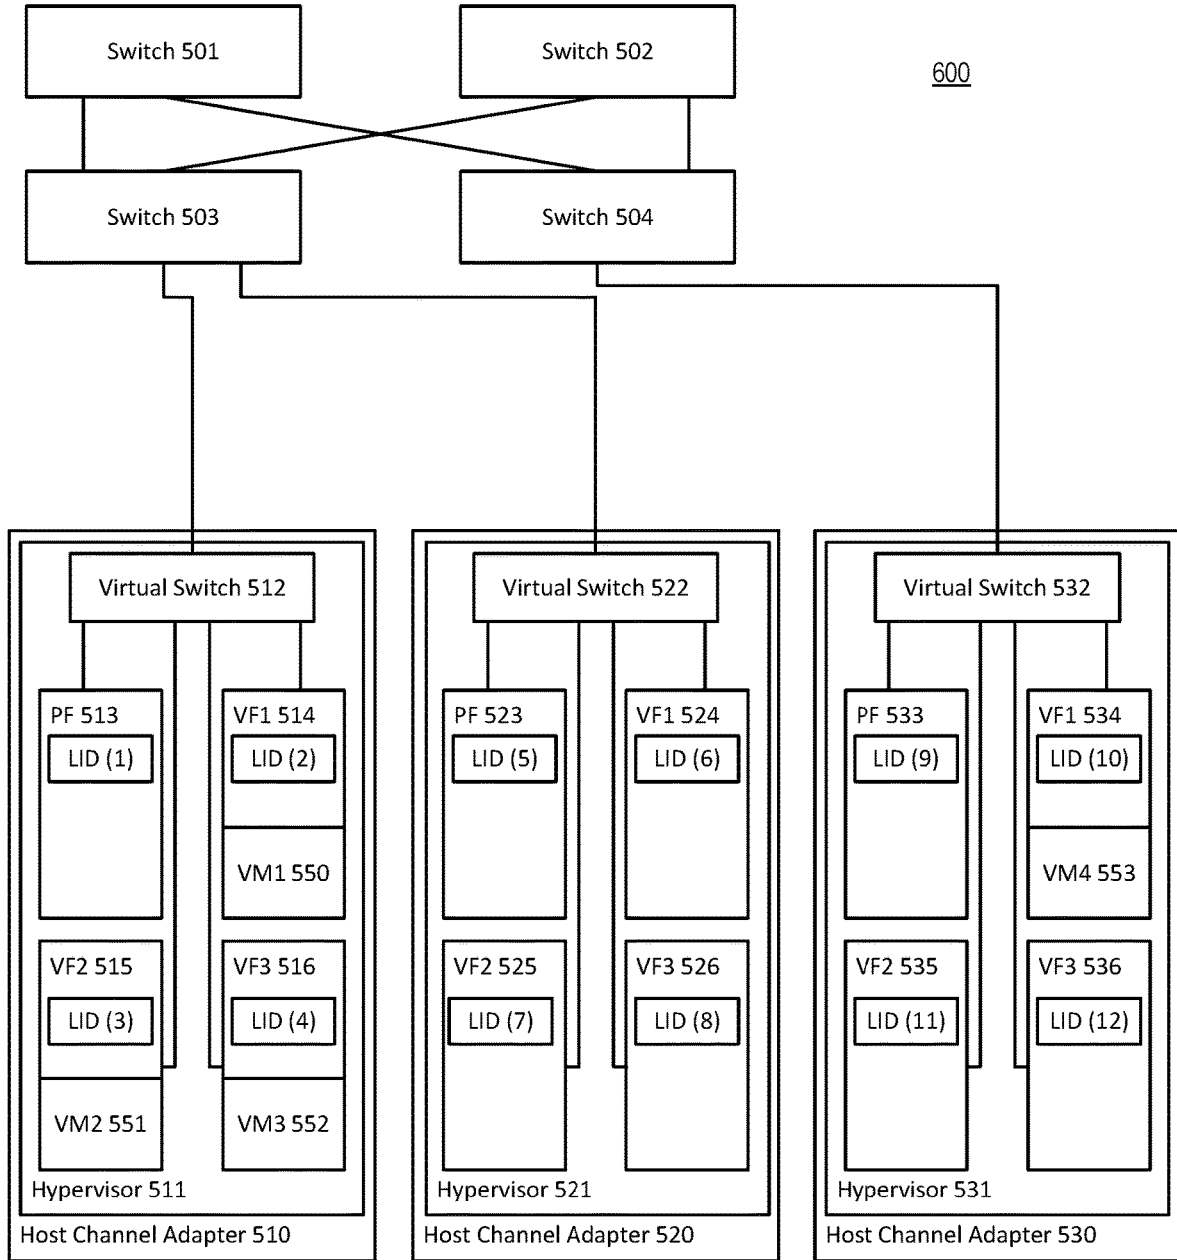 Switch 501
Switch 502
600
Switch 503
Switch 504
Virtual Switch 512
PF 513
LID (1)
VF1 514
LID (2)
VM1 550
VF2 515
LID (3)
VM2 551
VF3 516
LID (4)
VM3 552
Hypervisor 511
Host Channel Adapter 510
Virtual Switch 522
PF 523
LID (5)
VF1 524
LID (6)
VF2 525
LID (7)
VF3 526
LID (8)
Hypervisor 521
Host Channel Adapter 520
Virtual Switch 532
PF 533
LID (9)
VF1 534
LID (10)
VM4 553
VF2 535
LID (11)
VF3 536
LID (12)
Hypervisor 531
Host Channel Adapter 530